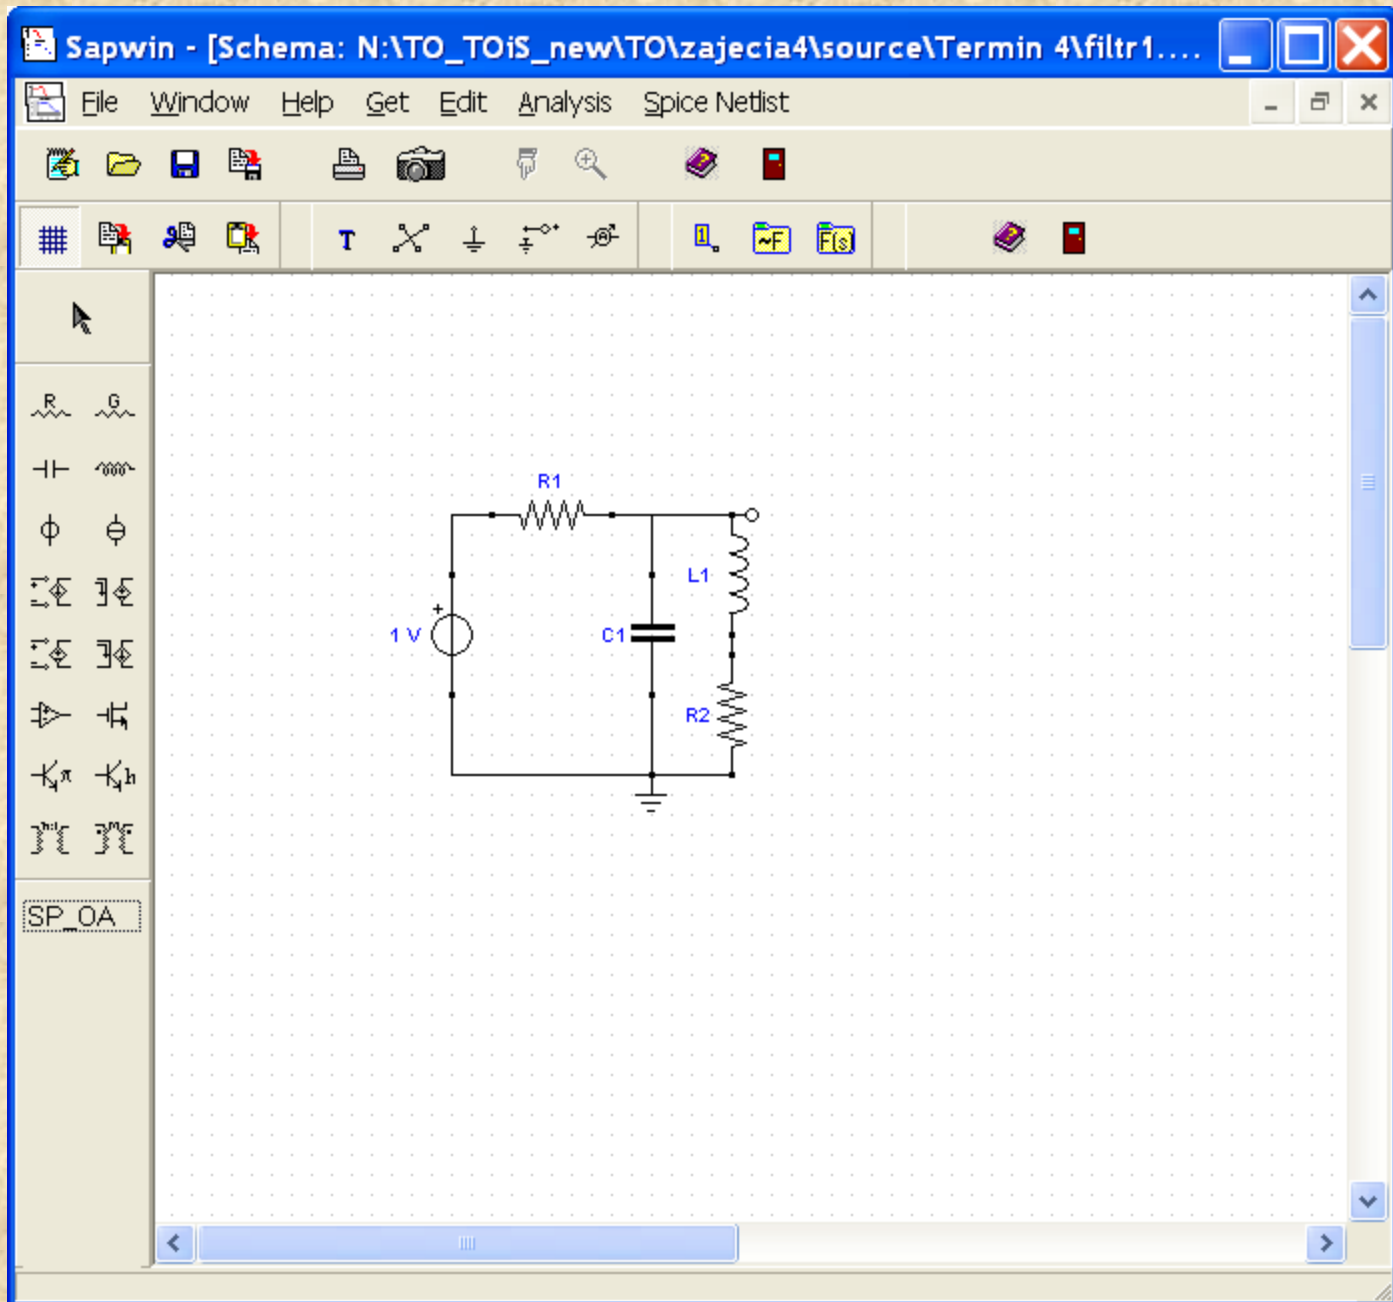 Sapwin - [Schema: N:\TO_TOiS_new\TO\zajecia4\source\Termin 4\filtr1....
File Window Help Get Edit Analysis Spice Netlist
T 1 ~F F(s)
R G
R1
L1
1 V
C1
R2
π h
SP_OA